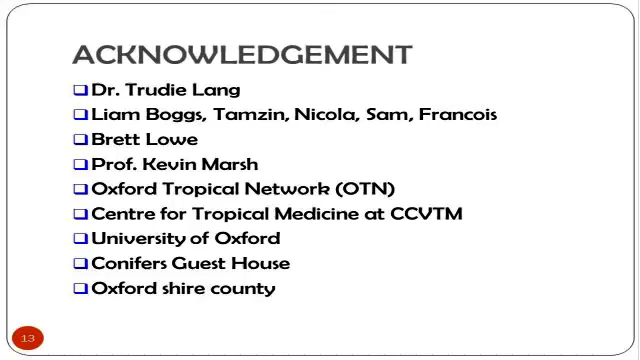 ACKNOWLEDGEMENT
Dr. Trudie Lang
Liam Boggs, Tamzin, Nicola, Sam, Francois
Brett Lowe
Prof. Kevin Marsh
Oxford Tropical Network (OTN)
Centre for Tropical Medicine at CCVTM
University of Oxford
Conifers Guest House
Oxford shire county
13